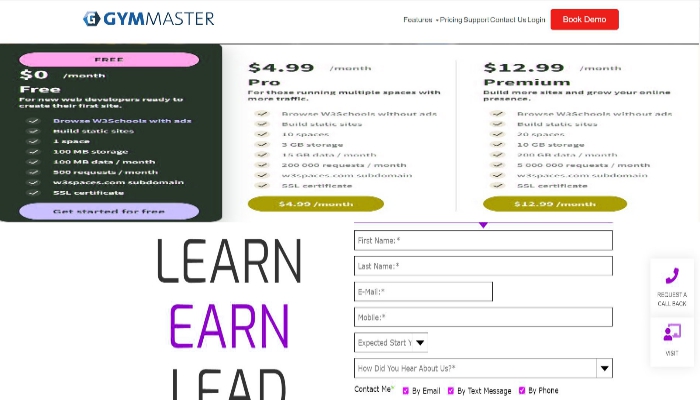 GYMMASTER
Features Pricing Support Contact Us Login Book Demo
FREE
$0 /month
Free
For new web developers ready to
create their first site.
Browse W3Schools with ads
Build static sites
1 space
100 MB storage
100 MB data / month
500 requests / month
w3spaces.com subdomain
SSL certificate
Get started for free
$4.99 /month
Pro
For those running multiple spaces with
more traffic.
Browse W3Schools without ads
Build static sites
10 spaces
3 GB storage
15 GB data / month
200 000 requests / month
w3spaces.com subdomain
SSL certificate
$4.99 /month
$12.99 /month
Premium
Build more sites and grow your online
presence.
Browse W3Schools without ads
Build static sites
20 spaces
10 GB storage
200 GB data / month
5 000 000 requests / month
w3spaces.com subdomain
SSL certificate
$12.99 /month
LEARN
EARN
LEAD
First Name:*
Last Name:*
E-Mail:*
Mobile:*
Expected Start Y
How Did You Hear About Us?*
Contact Me* By Email By Text Message By Phone
REQUEST A
CALL BACK
VISIT